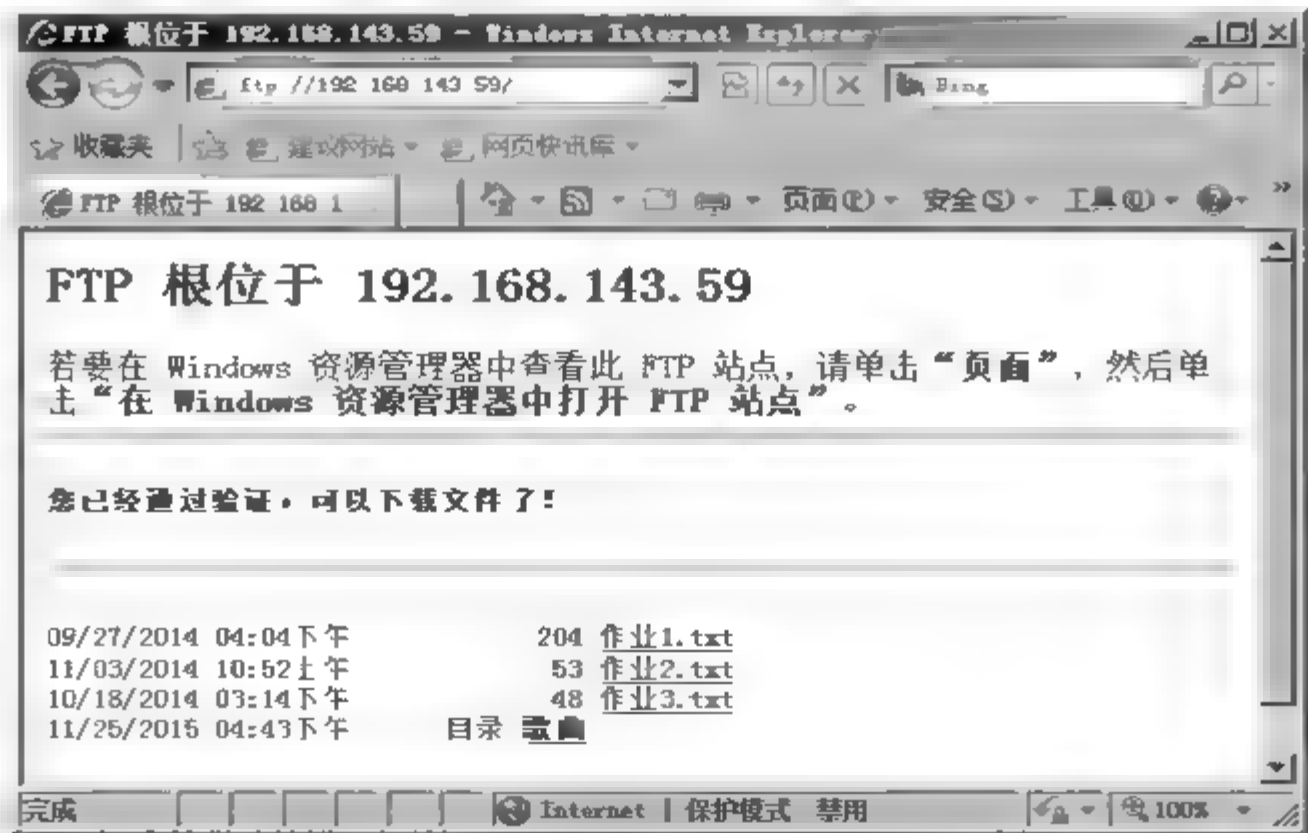 FTP 根位于 192.168.143.59 - Windows Internet Explorer
ftp //192 168 143 59/
Bing
收藏夹 建议网站 网页快讯库
FTP 根位于 192 168 1 页面(P) 安全(S) 工具(O) »
FTP 根位于 192.168.143.59
若要在 Windows 资源管理器中查看此 FTP 站点，请单击“页面”，然后单
击“在 Windows 资源管理器中打开 FTP 站点”。
您已经通过验证，可以下载文件了！
09/27/2014 04:04下午 204 作业1.txt
11/03/2014 10:52上午 53 作业2.txt
10/18/2014 03:14下午 48 作业3.txt
11/25/2015 04:43下午 目录 歌曲
完成 Internet | 保护模式 禁用 100%